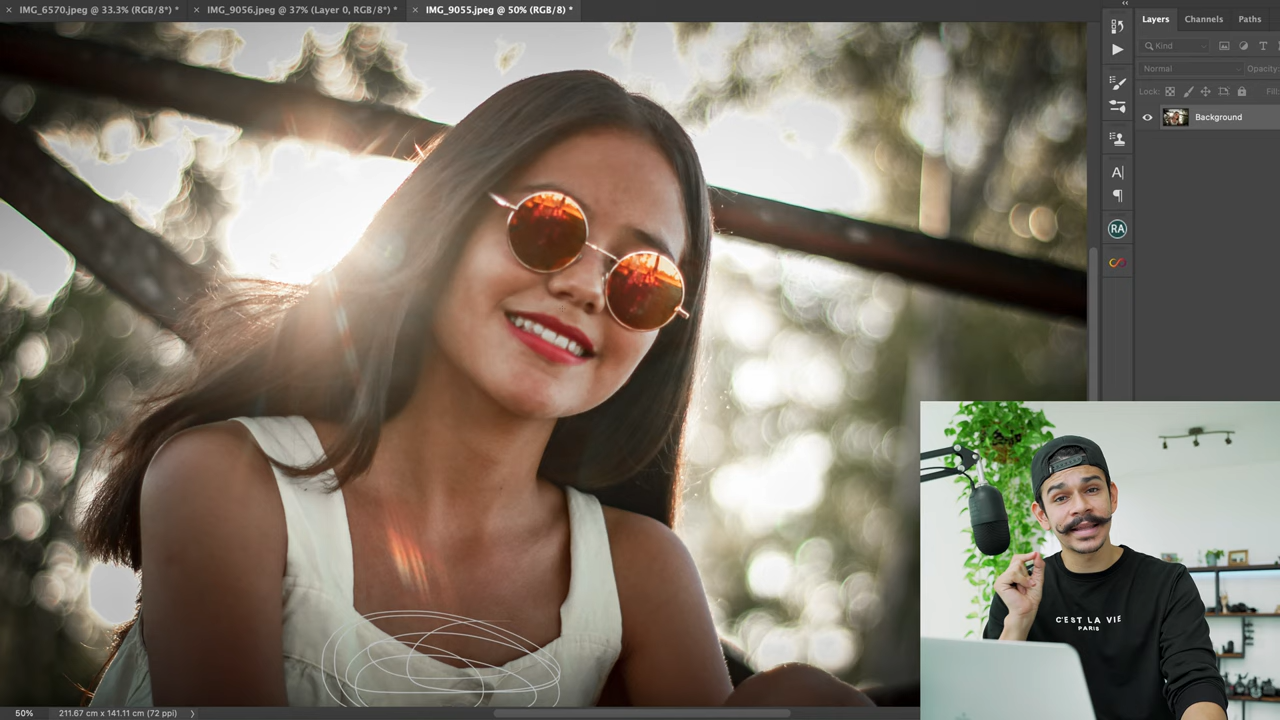 IMG_6570.jpeg @ 33.3% (RGB/8*) *
IMG_9056.jpeg @ 37% (Layer 0, RGB/8*) *
IMG_9055.jpeg @ 50% (RGB/8) *
Layers
Channels
Paths
Kind
T
Normal
Opacity:
Lock:
Fill:
Background
A|
¶
RA
C'EST LA VIE
PARIS
50%
211.67 cm x 141.11 cm (72 ppi)